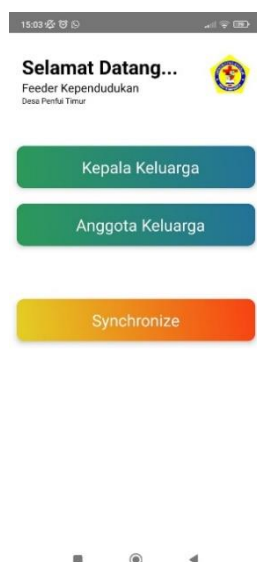 15:03
Selamat Datang...
Feeder Kependudukan
Desa Penfui Timur
Kepala Keluarga
Anggota Keluarga
Synchronize